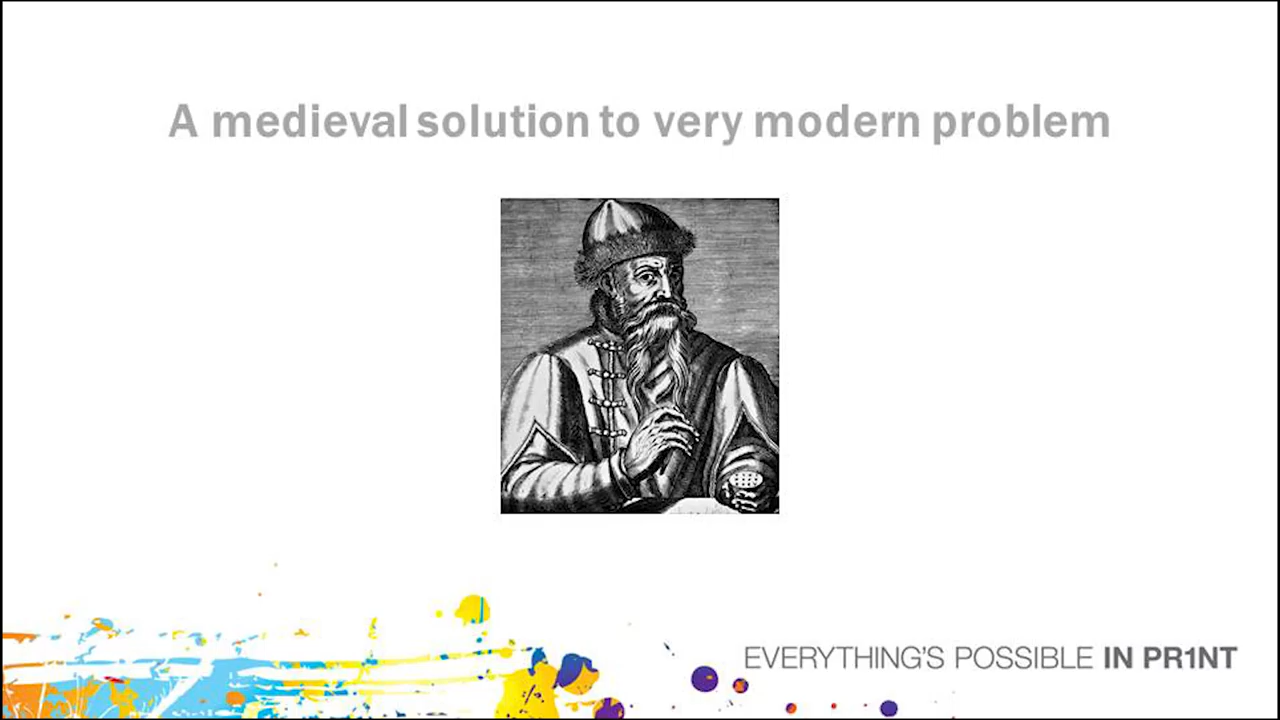 A medieval solution to very modern problem
EVERYTHING'S POSSIBLE IN PR1NT